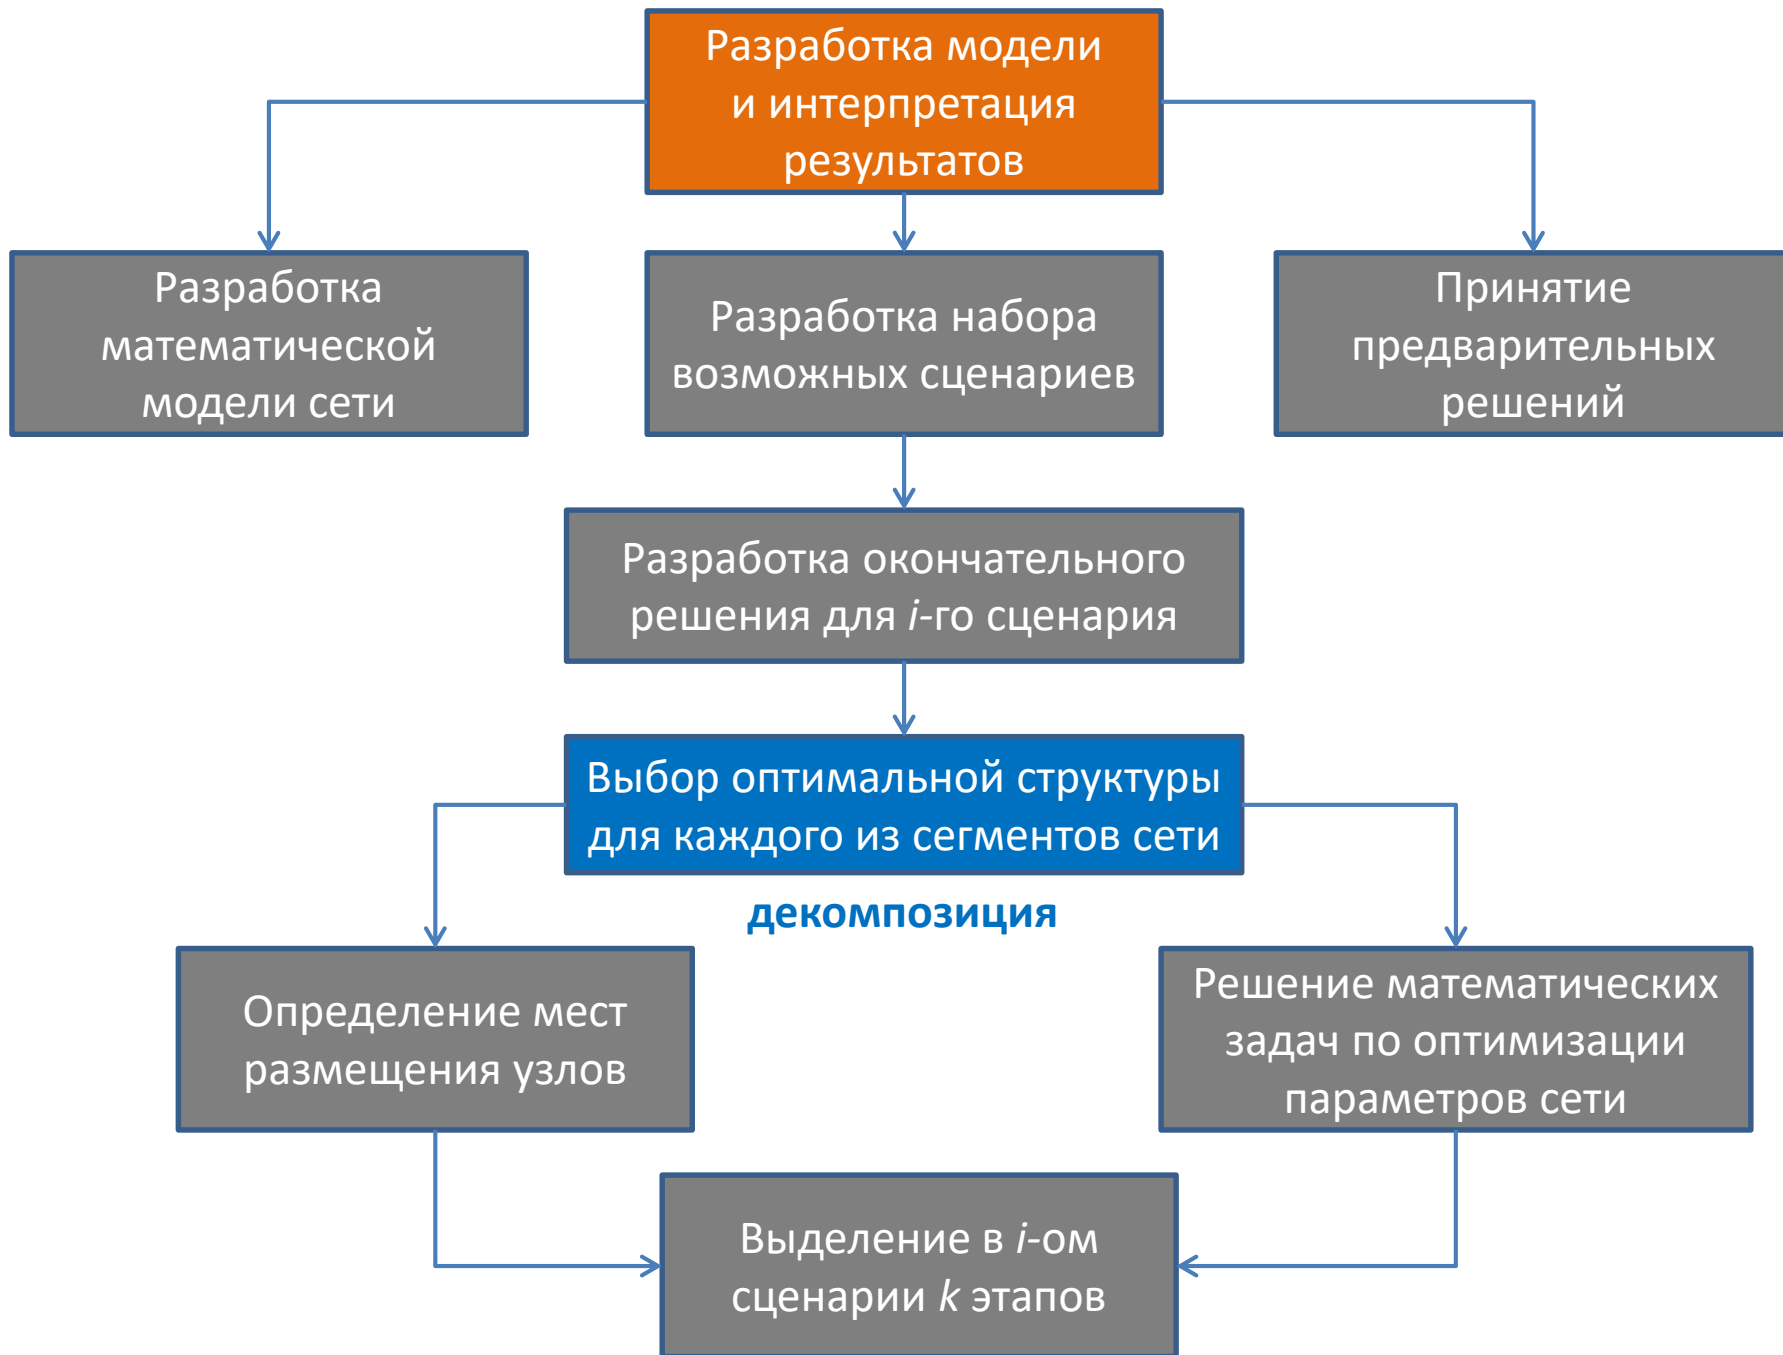 Разработка модели
и интерпретация
результатов
Разработка
математической
модели сети
Разработка набора
возможных сценариев
Принятие
предварительных
решений
Разработка окончательного
решения для i-го сценария
Выбор оптимальной структуры
для каждого из сегментов сети
декомпозиция
Определение мест
размещения узлов
Решение математических
задач по оптимизации
параметров сети
Выделение в i-ом
сценарии k этапов